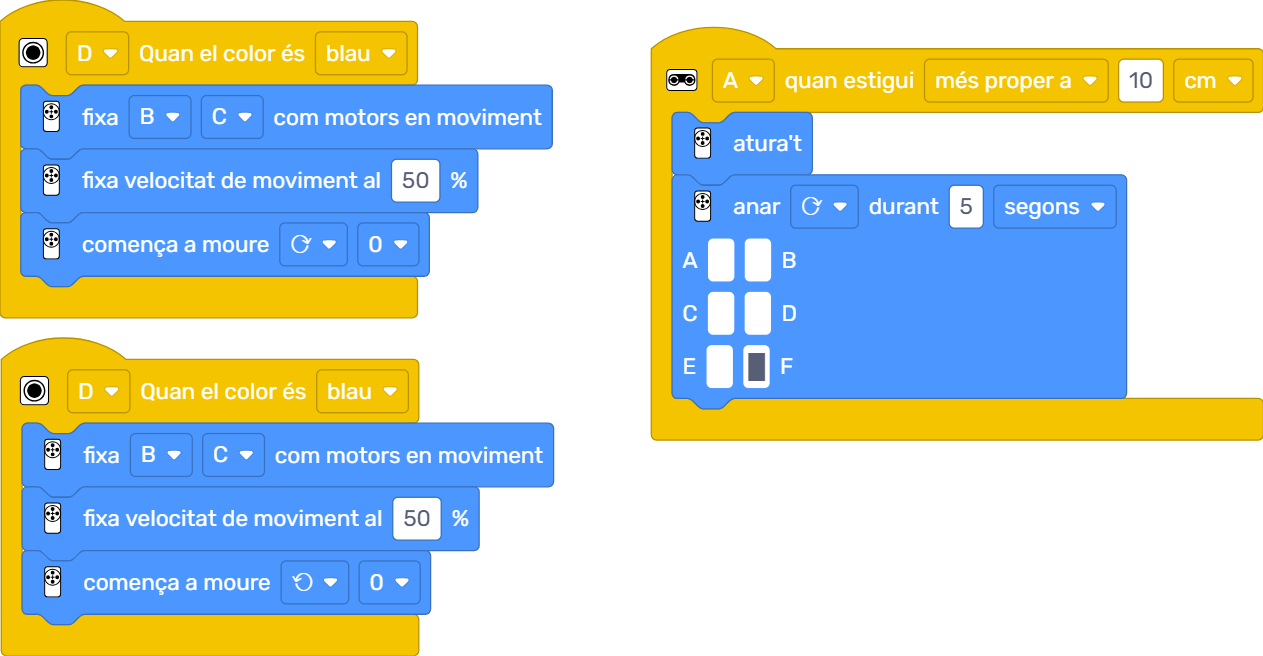 D Quan el color és blau
fixa B C com motors en moviment
fixa velocitat de moviment al 50 %
comença a moure 0
D Quan el color és blau
fixa B C com motors en moviment
fixa velocitat de moviment al 50 %
comença a moure 0
A quan estigui més proper a 10 cm
atura't
anar durant 5 segons
A B
C D
E F